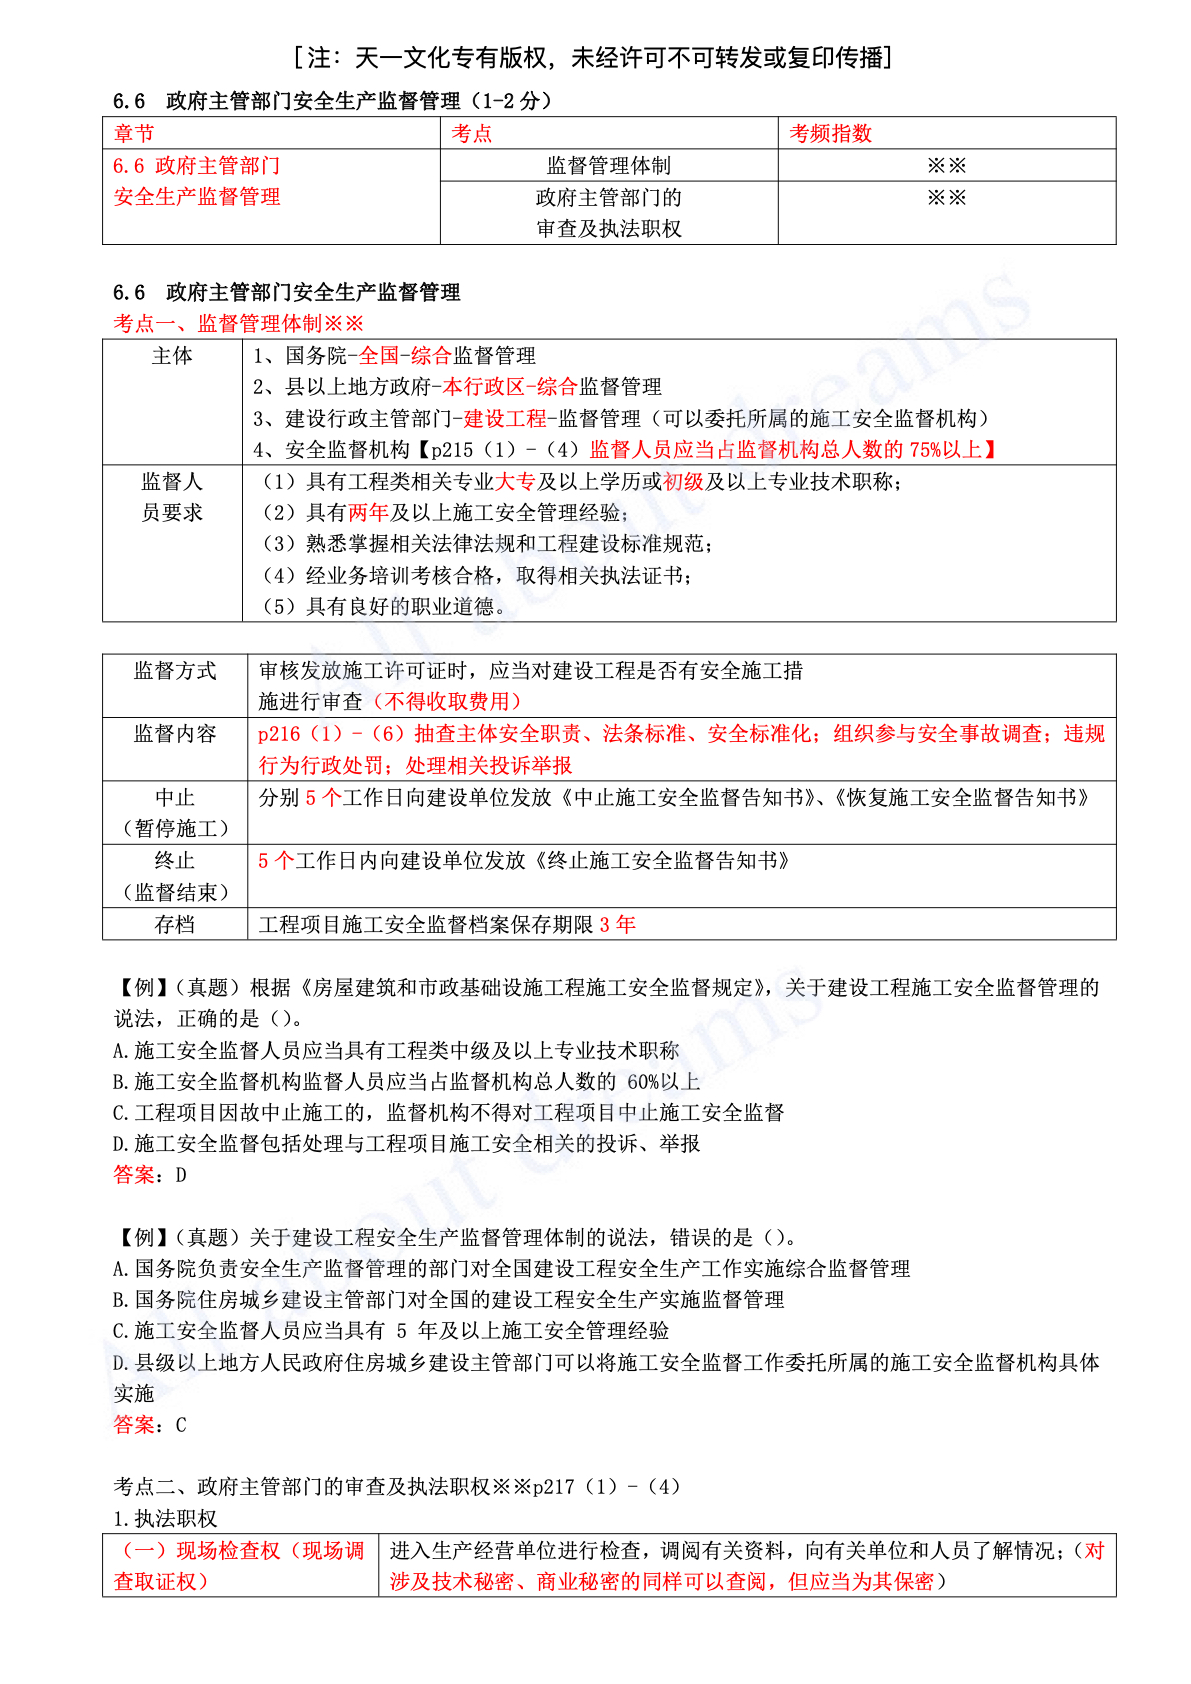 [注：天一文化专有版权，未经许可不可转发或复印传播]
6.6 政府主管部门安全生产监督管理（1-2 分）
章节 考点 考频指数
6.6 政府主管部门 监督管理体制 ※※
安全生产监督管理 政府主管部门的 ※※
审查及执法职权
6.6 政府主管部门安全生产监督管理
考点一、监督管理体制※※
主体 1、国务院-全国-综合监督管理
2、县以上地方政府-本行政区-综合监督管理
3、建设行政主管部门-建设工程-监督管理（可以委托所属的施工安全监督机构）
4、安全监督机构【p215（1）-（4）监督人员应当占监督机构总人数的 75%以上】
监督人 （1）具有工程类相关专业大专及以上学历或初级及以上专业技术职称；
员要求 （2）具有两年及以上施工安全管理经验；
（3）熟悉掌握相关法律法规和工程建设标准规范；
（4）经业务培训考核合格，取得相关执法证书；
（5）具有良好的职业道德。
监督方式 审核发放施工许可证时，应当对建设工程是否有安全施工措
施进行审查（不得收取费用）
监督内容 p216（1）-（6）抽查主体安全职责、法条标准、安全标准化；组织参与安全事故调查；违规
行为行政处罚；处理相关投诉举报
中止 分别 5 个工作日向建设单位发放《中止施工安全监督告知书》、《恢复施工安全监督告知书》
（暂停施工）
终止 5 个工作日内向建设单位发放《终止施工安全监督告知书》
（监督结束）
存档 工程项目施工安全监督档案保存期限 3 年
【例】（真题）根据《房屋建筑和市政基础设施工程施工安全监督规定》，关于建设工程施工安全监督管理的
说法，正确的是（）。
A.施工安全监督人员应当具有工程类中级及以上专业技术职称
B.施工安全监督机构监督人员应当占监督机构总人数的 60%以上
C.工程项目因故中止施工的，监督机构不得对工程项目中止施工安全监督
D.施工安全监督包括处理与工程项目施工安全相关的投诉、举报
答案：D
【例】（真题）关于建设工程安全生产监督管理体制的说法，错误的是（）。
A.国务院负责安全生产监督管理的部门对全国建设工程安全生产工作实施综合监督管理
B.国务院住房城乡建设主管部门对全国的建设工程安全生产实施监督管理
C.施工安全监督人员应当具有 5 年及以上施工安全管理经验
D.县级以上地方人民政府住房城乡建设主管部门可以将施工安全监督工作委托所属的施工安全监督机构具体
实施
答案：C
考点二、政府主管部门的审查及执法职权※※p217（1）-（4）
1.执法职权
（一）现场检查权（现场调 进入生产经营单位进行检查，调阅有关资料，向有关单位和人员了解情况；（对
查取证权） 涉及技术秘密、商业秘密的同样可以查阅，但应当为其保密）
All about dreams
All about dreams